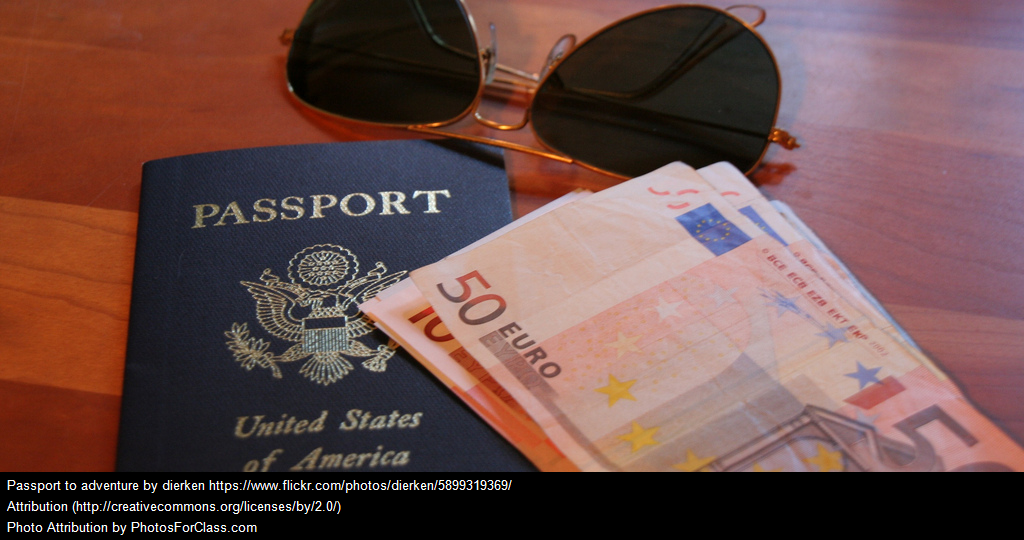 PASSPORT
United States
of America
50 EURO
ΕΥΡΩ
10
©BCE ECB EZB EKT EKP 2002
50
Passport to adventure by dierken https://www.flickr.com/photos/dierken/5899319369/
Attribution (http://creativecommons.org/licenses/by/2.0/)
Photo Attribution by PhotosForClass.com